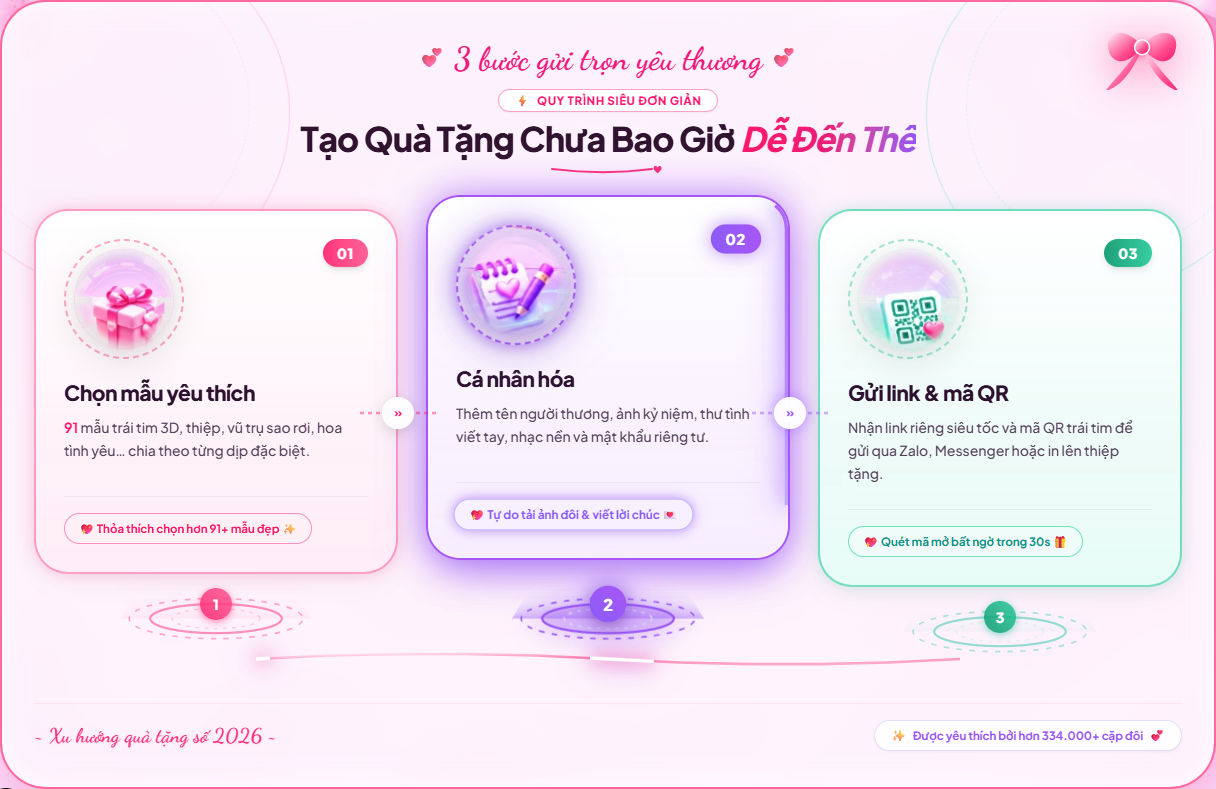 3 bước gửi trọn yêu thương
QUY TRÌNH SIÊU ĐƠN GIẢN
Tạo Quà Tặng Chưa Bao Giờ Dễ Đến Thế
01
Chọn mẫu yêu thích
91 mẫu trái tim 3D, thiệp, vũ trụ sao rơi, hoa
tình yêu... chia theo từng dịp đặc biệt.
Thỏa thích chọn hơn 91+ mẫu đẹp
1
02
Cá nhân hóa
Thêm tên người thương, ảnh kỷ niệm, thư tình
viết tay, nhạc nền và mật khẩu riêng tư.
Tự do tải ảnh đôi & viết lời chúc
2
03
Gửi link & mã QR
Nhận link riêng siêu tốc và mã QR trái tim để
gửi qua Zalo, Messenger hoặc in lên thiệp
tặng.
Quét mã mở bất ngờ trong 30s
3
~ Xu hướng quà tặng số 2026 ~
Được yêu thích bởi hơn 334.000+ cặp đôi